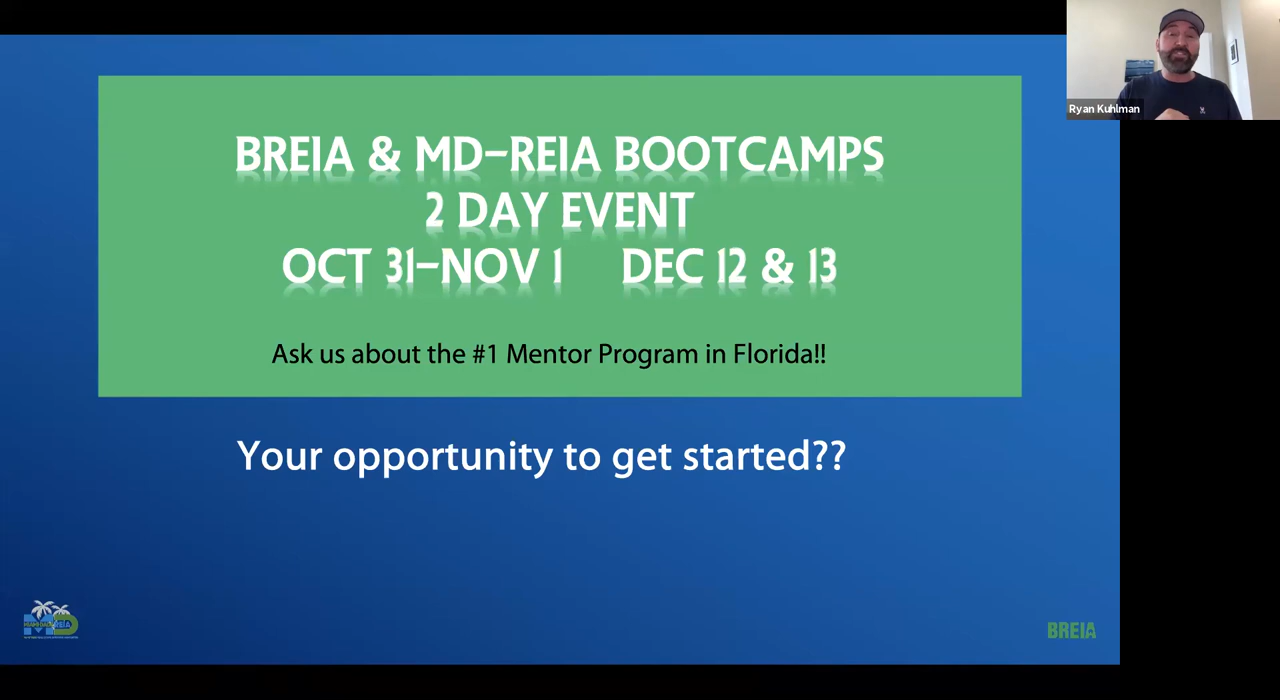 Ryan Kuhlman
BREIA & MD-REIA BOOTCAMPS
2 DAY EVENT
OCT 31-NOV 1 DEC 12 & 13
Ask us about the #1 Mentor Program in Florida!!
Your opportunity to get started??
BREIA